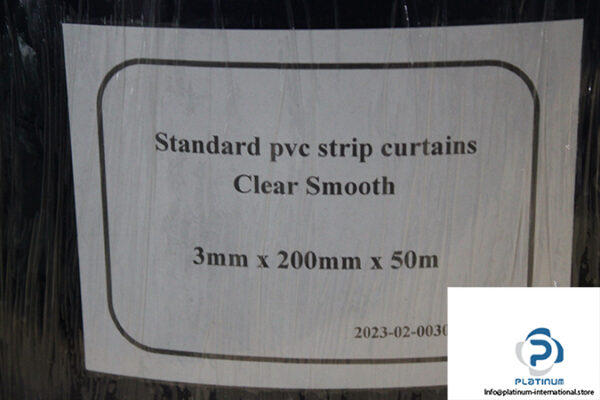 Standard pvc strip curtains
Clear Smooth
3mm x 200mm x 50m
2023-02-0030
PLATINUM
Info@platinum-international.store